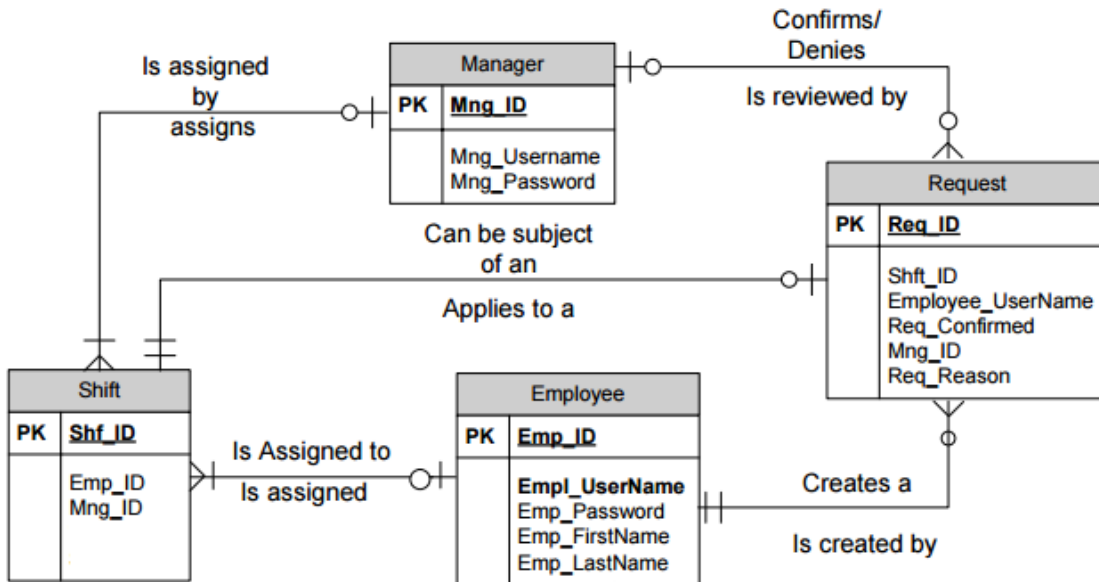 Confirms/
Denies
Is reviewed by
Is assigned
by
assigns
Manager
PK Mng_ID
Mng_Username
Mng_Password
Request
PK Req_ID
Shft_ID
Employee_UserName
Req_Confirmed
Mng_ID
Req_Reason
Can be subject
of an
Applies to a
Shift
PK Shf_ID
Emp_ID
Mng_ID
Is Assigned to
Is assigned
Employee
PK Emp_ID
Empl_UserName
Emp_Password
Emp_FirstName
Emp_LastName
Creates a
Is created by